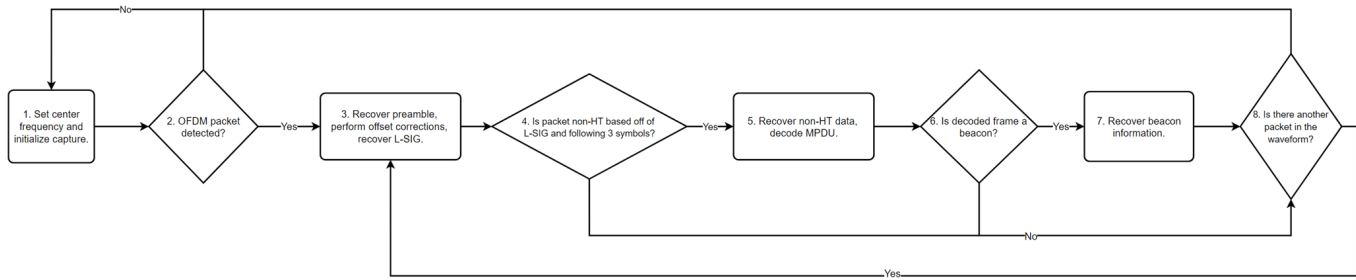 No
1. Set center
frequency and
initialize capture.
2. OFDM packet
detected?
Yes
3. Recover preamble,
perform offset corrections,
recover L-SIG.
4. Is packet non-HT based off of
L-SIG and following 3 symbols?
Yes
5. Recover non-HT data,
decode MPDU.
6. Is decoded frame a
beacon?
Yes
7. Recover beacon
information.
8. Is there another
packet in the
waveform?
No
Yes